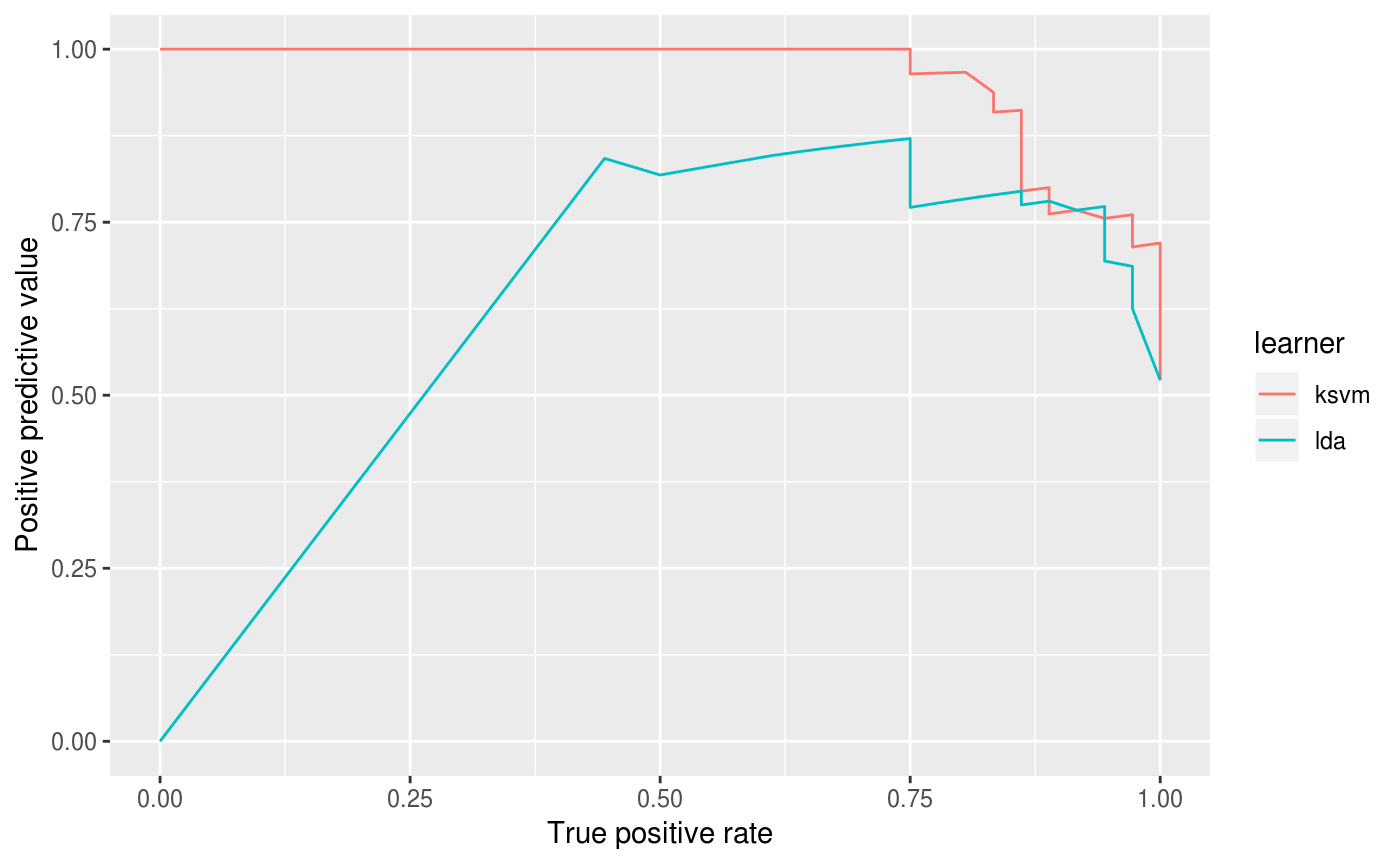 1.00
0.75
0.50
0.25
0.00
Positive predictive value
0.00 0.25 0.50 0.75 1.00
True positive rate
learner
ksvm
lda